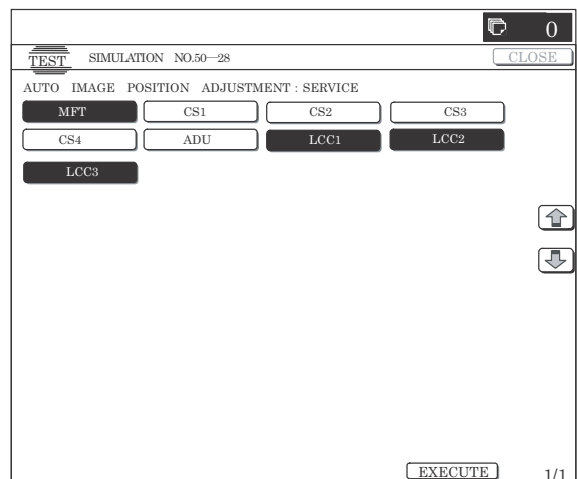 0
TEST SIMULATION NO.50—28 CLOSE
AUTO IMAGE POSITION ADJUSTMENT : SERVICE
MFT CS1 CS2 CS3
CS4 ADU LCC1 LCC2
LCC3
EXECUTE 1/1